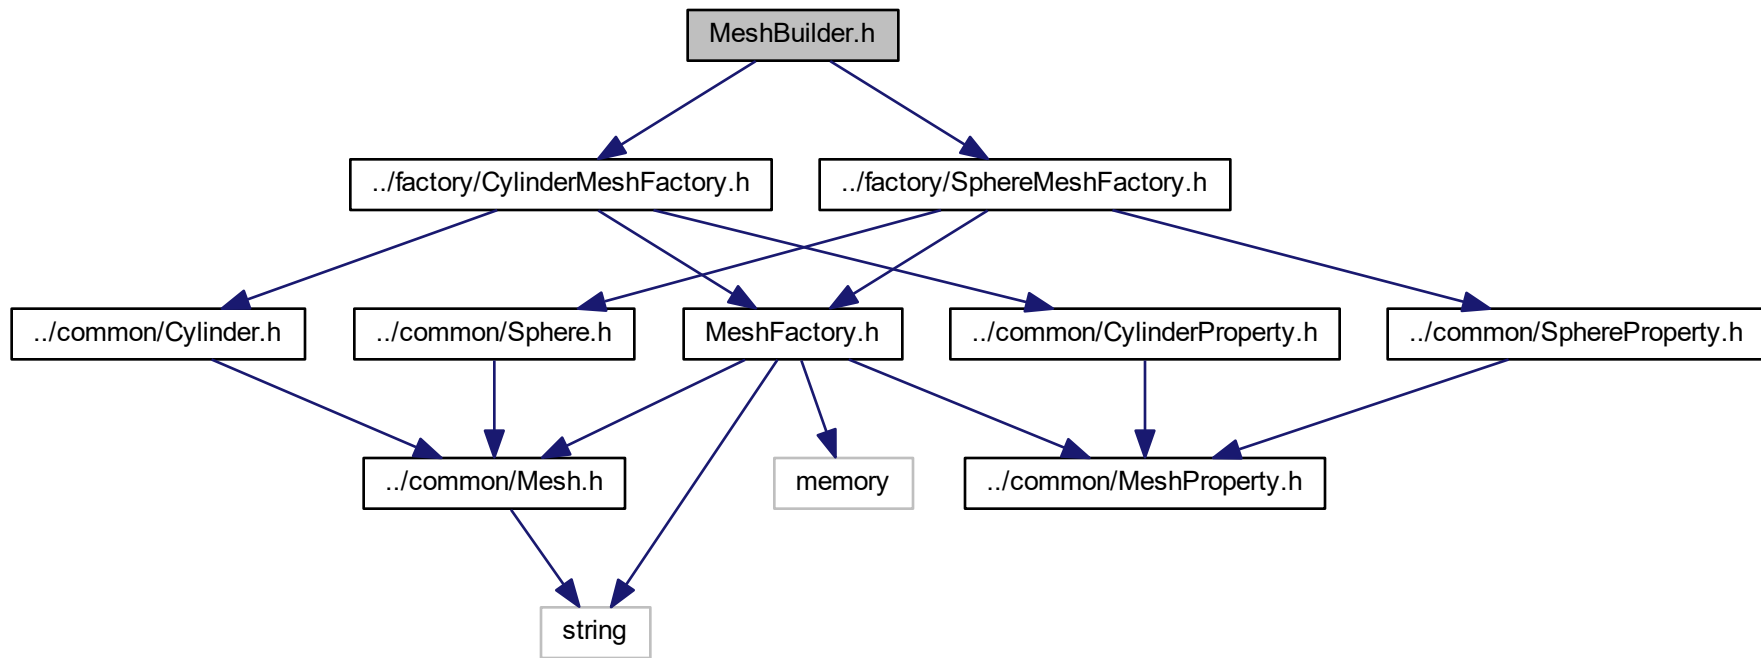 MeshBuilder.h
../factory/CylinderMeshFactory.h
../factory/SphereMeshFactory.h
../common/Cylinder.h
../common/Sphere.h
MeshFactory.h
../common/CylinderProperty.h
../common/SphereProperty.h
../common/Mesh.h
memory
../common/MeshProperty.h
string